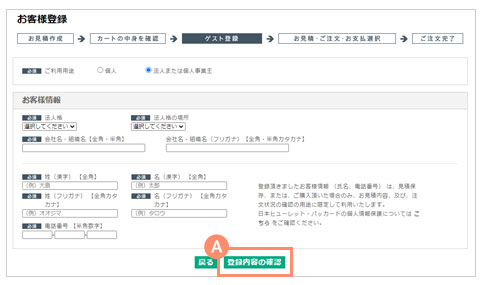 お客様登録
お見積作成 カートの中身を確認 ゲスト登録 お見積・ご注文・お支払選択 ご注文完了
必須 ご利用用途 個人 法人または個人事業主
お客様情報
必須 法人格 必須 法人格の場所
選択してください 選択してください
必須 会社名・組織名【全角・半角】 会社名・組織名（フリガナ）【全角・半角カタカナ】
必須 姓（漢字）【全角】 必須 名（漢字）【全角】
（例）大島 （例）太郎
必須 姓（フリガナ）【全角カタカナ】 必須 名（フリガナ）【全角カタカナ】
（例）オオジマ （例）タロウ
必須 電話番号【半角数字】
登録頂きましたお客様情報（氏名、電話番号）は、見積保
存、または、ご購入頂いた場合のみ、お見積内容、及び、注
文状況の確認の用途に限定して利用いたします。
日本ヒューレット・パッカードの個人情報保護については こ
ちら をご確認ください。
A
戻る 登録内容の確認